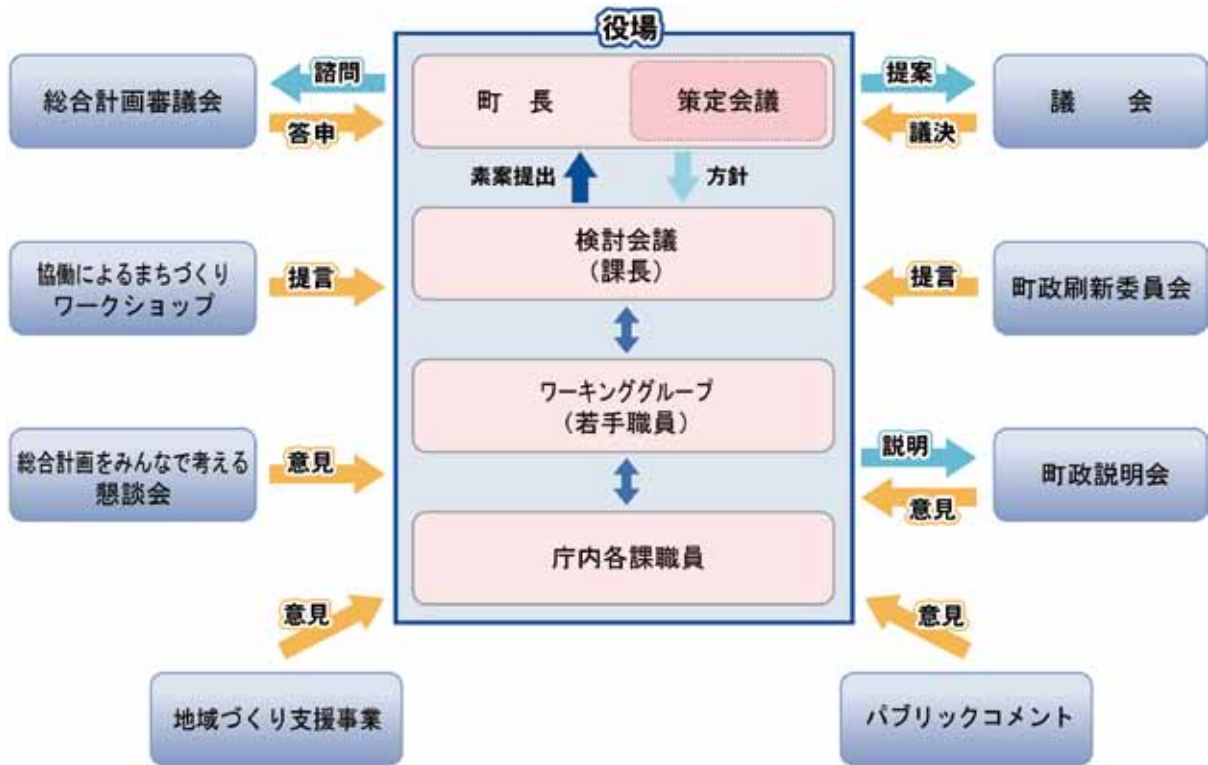 役場
総合計画審議会
諮問
答申
町 長
策定会議
提案
議決
議 会
素案提出
方針
検討会議
(課長)
協働によるまちづくり
ワークショップ
提言
提言
町政刷新委員会
ワーキンググループ
(若手職員)
総合計画をみんなで考える
懇談会
意見
説明
意見
町政説明会
庁内各課職員
意見
意見
地域づくり支援事業
パブリックコメント